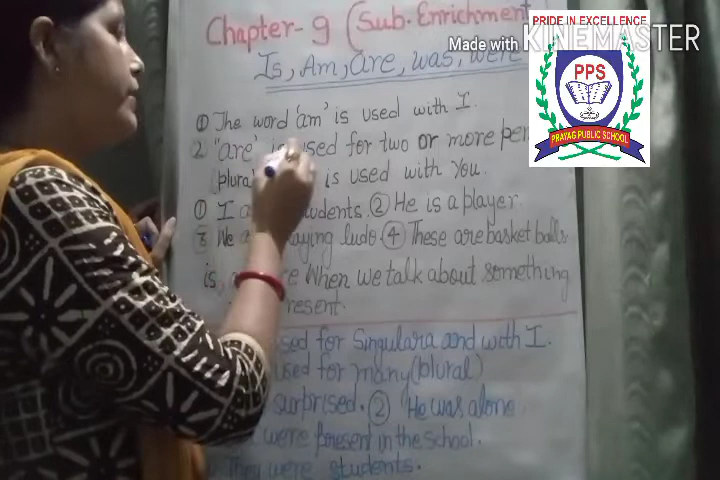 Chapter-9 (Sub. Enrichment
Is, Am, are, was, were
PRIDE IN EXCELLENCE
Made with KINEMASTER
PPS
PRAYAG PUBLIC SCHOOL
① The word 'am' is used with I.
2 "are" is used for two or more per
(plura is used with You.
① I a students. ② He is a player.
3 We a laying ludo. ④ These are basket balls
is, a re When we talk about something
resent.
sed for Singulara and with I.
used for many (plural)
surprised. ② He was alone
were present in the school.
They were students.